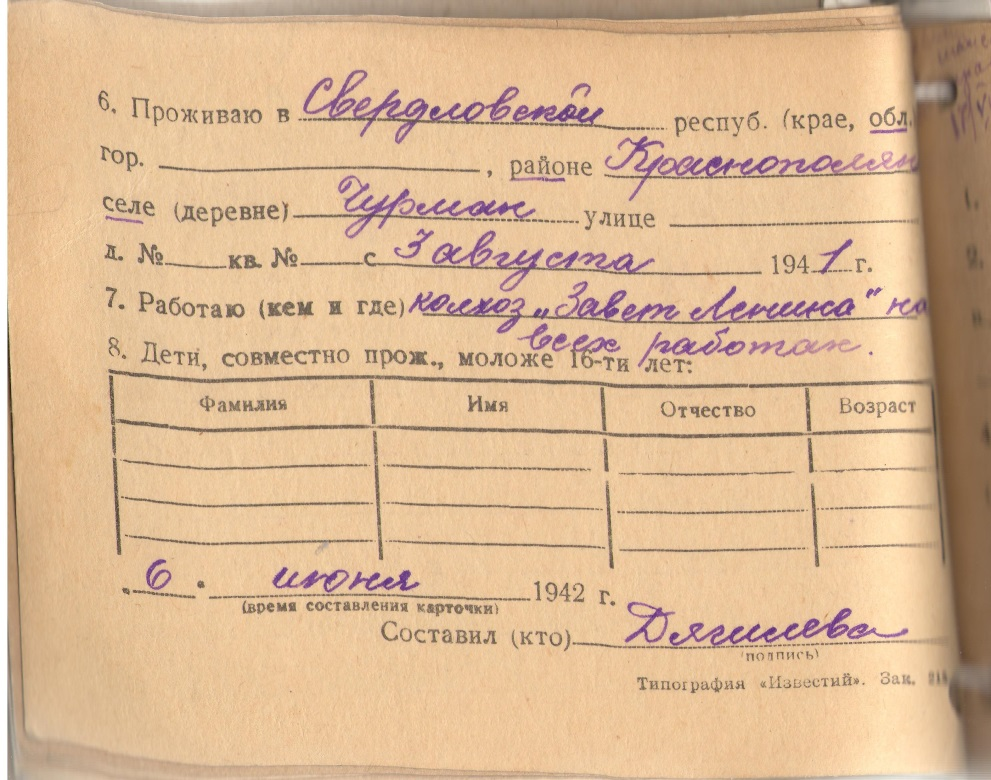 6. Проживаю в Свердловской респуб. (крае, обл.
гор. , районе Краснополян
селе (деревне) Чурман улице
д. № кв. № с 3 августа 1941 г.
7. Работаю (кем и где) колхоз „Завет Ленина" на
всех работах.
8. Дети, совместно прож., моложе 16-ти лет:
Фамилия Имя Отчество Возраст
„ 6 " июня 1942 г.
(время составления карточки)
Составил (кто) Дягилева
(подпись)
Типография «Известий». Зак.